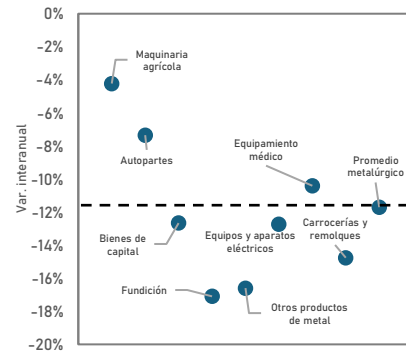 0%
-2%
-4%
-6%
-8%
-10%
-12%
-14%
-16%
-18%
-20%
Var. interanual
Maquinaria
agrícola
Autopartes
Equipamiento
médico
Promedio
metalúrgico
Bienes de
capital
Equipos y aparatos
eléctricos
Carrocerías y
remolques
Fundición
Otros productos
de metal